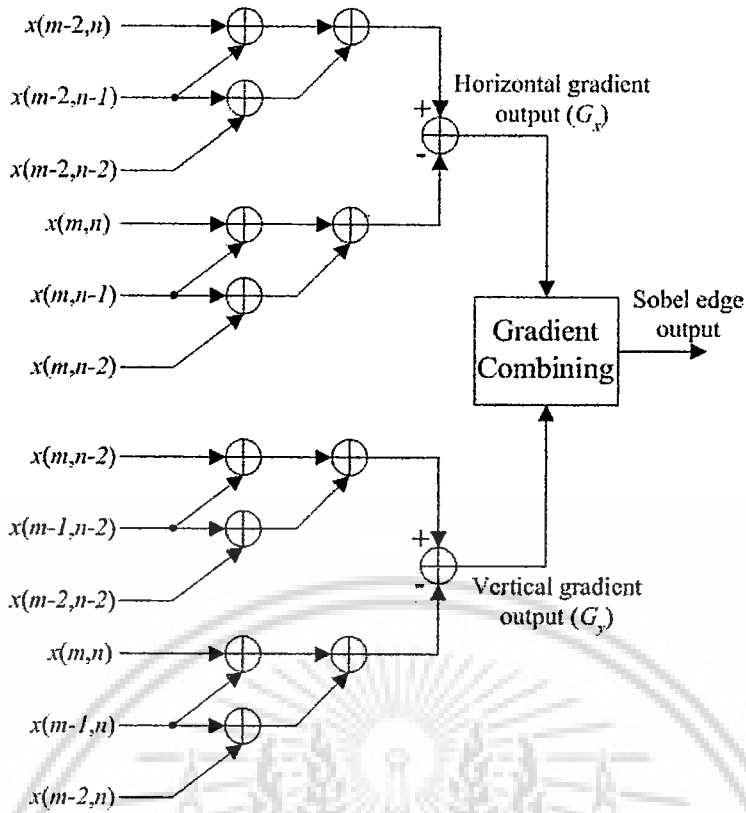 x(m-2,n)
x(m-2,n-1)
x(m-2,n-2)
x(m,n)
x(m,n-1)
x(m,n-2)
+
-
Horizontal gradient
output (Gx)
Gradient
Combining
Sobel edge
output
x(m,n-2)
x(m-1,n-2)
x(m-2,n-2)
x(m,n)
x(m-1,n)
x(m-2,n)
+
-
Vertical gradient
output (Gy)